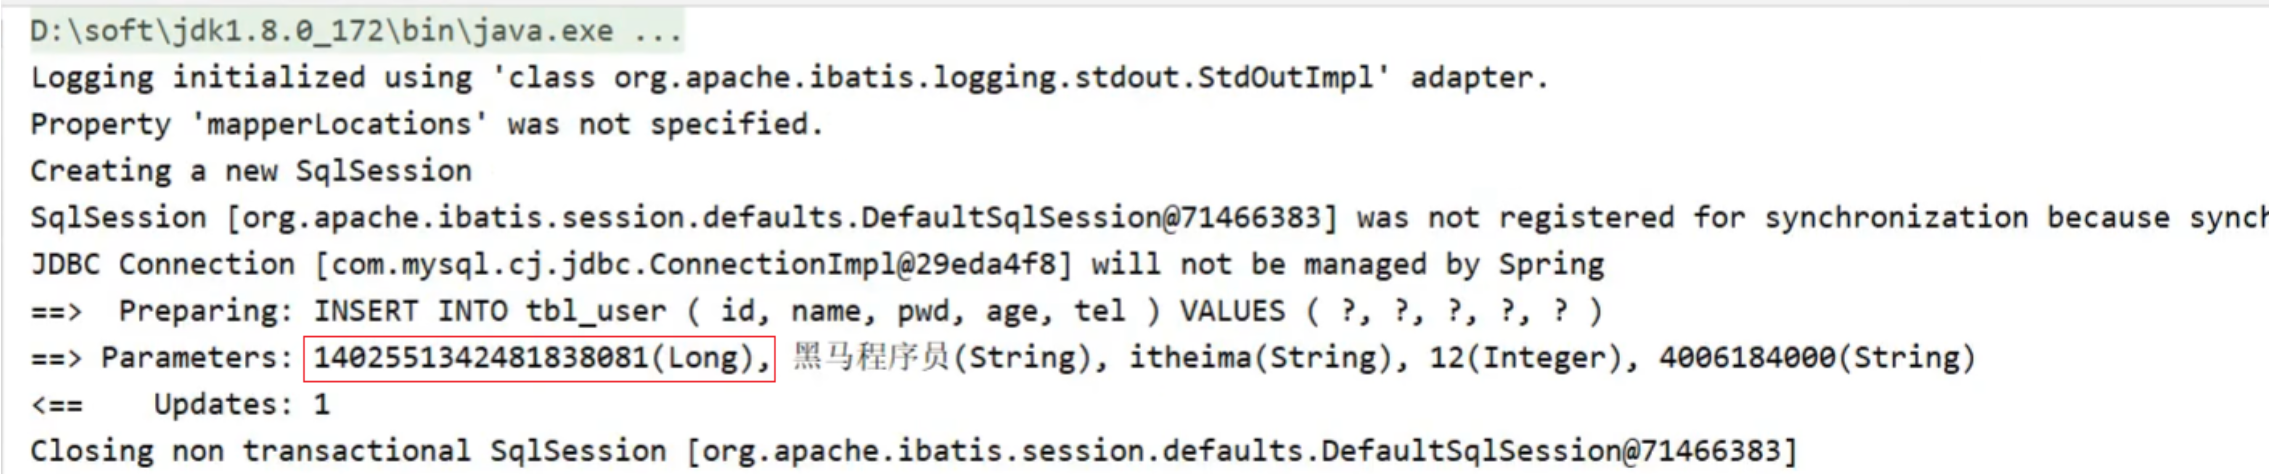 D:\soft\jdk1.8.0_172\bin\java.exe ...
Logging initialized using 'class org.apache.ibatis.logging.stdout.StdOutImpl' adapter.
Property 'mapperLocations' was not specified.
Creating a new SqlSession
SqlSession [org.apache.ibatis.session.defaults.DefaultSqlSession@71466383] was not registered for synchronization because synch
JDBC Connection [com.mysql.cj.jdbc.ConnectionImpl@29eda4f8] will not be managed by Spring
==>  Preparing: INSERT INTO tbl_user ( id, name, pwd, age, tel ) VALUES ( ?, ?, ?, ?, ? )
==> Parameters: 1402551342481838081(Long), 黑马程序员(String), itheima(String), 12(Integer), 4006184000(String)
<==    Updates: 1
Closing non transactional SqlSession [org.apache.ibatis.session.defaults.DefaultSqlSession@71466383]